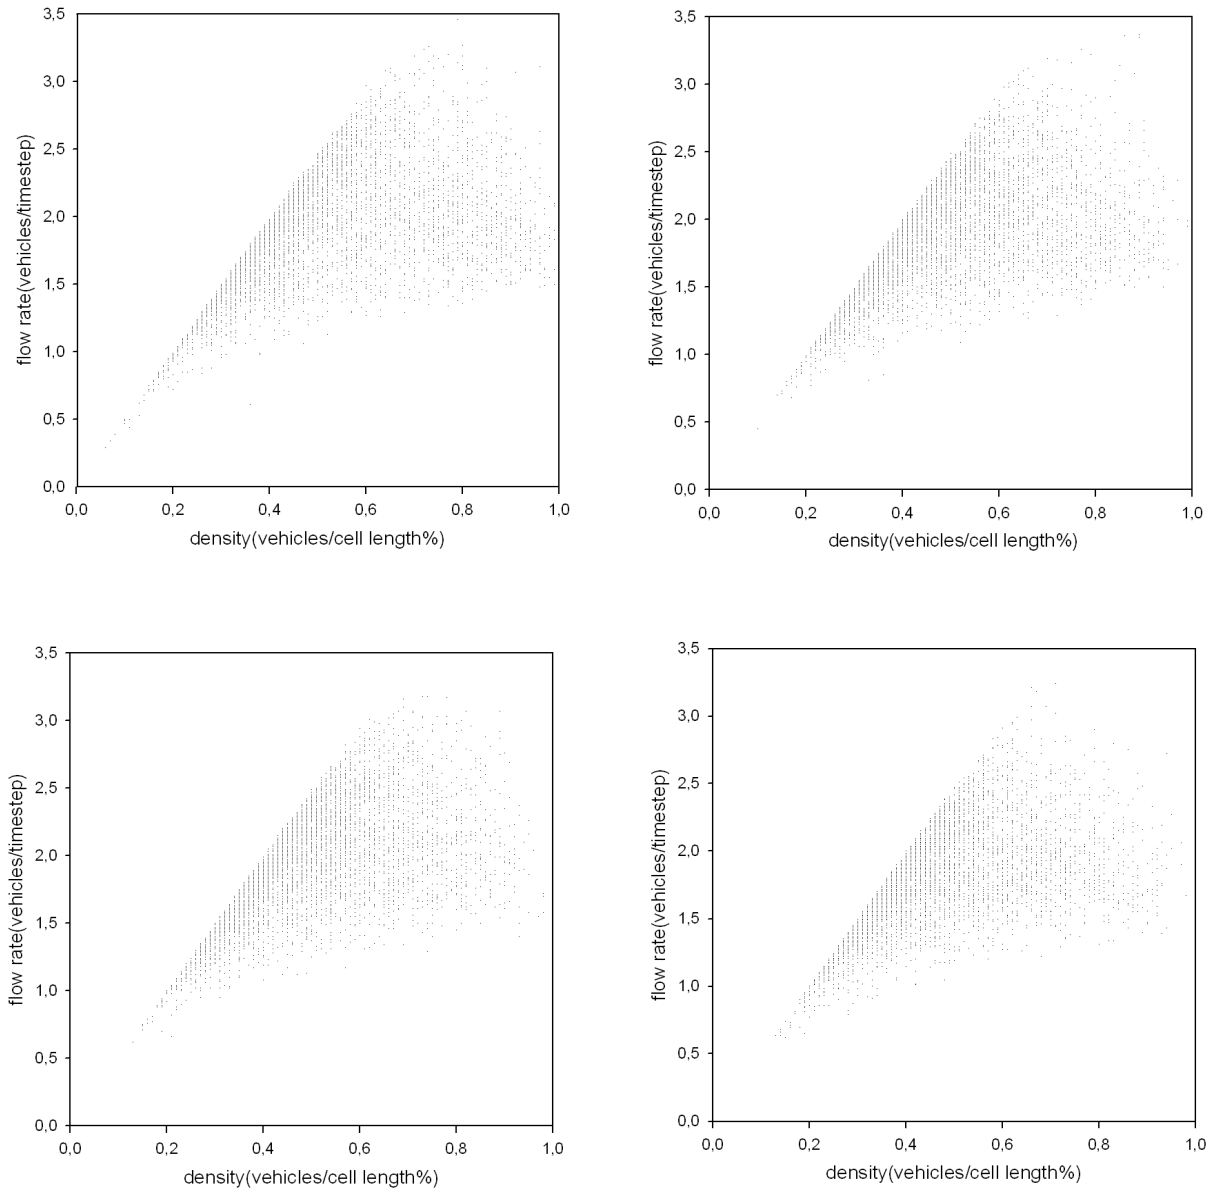 3,5
3,0
2,5
2,0
1,5
1,0
0,5
0,0
flow rate(vehicles/timestep)
0,0 0,2 0,4 0,6 0,8 1,0
density(vehicles/cell length%)
3,5
3,0
2,5
2,0
1,5
1,0
0,5
0,0
flow rate(vehicles/timestep)
0,0 0,2 0,4 0,6 0,8 1,0
density(vehicles/cell length%)
3,5
3,0
2,5
2,0
1,5
1,0
0,5
0,0
flow rate(vehicles/timestep)
0,0 0,2 0,4 0,6 0,8 1,0
density(vehicles/cell length%)
3,5
3,0
2,5
2,0
1,5
1,0
0,5
0,0
flow rate(vehicles/timestep)
0,0 0,2 0,4 0,6 0,8 1,0
density(vehicles/cell length%)